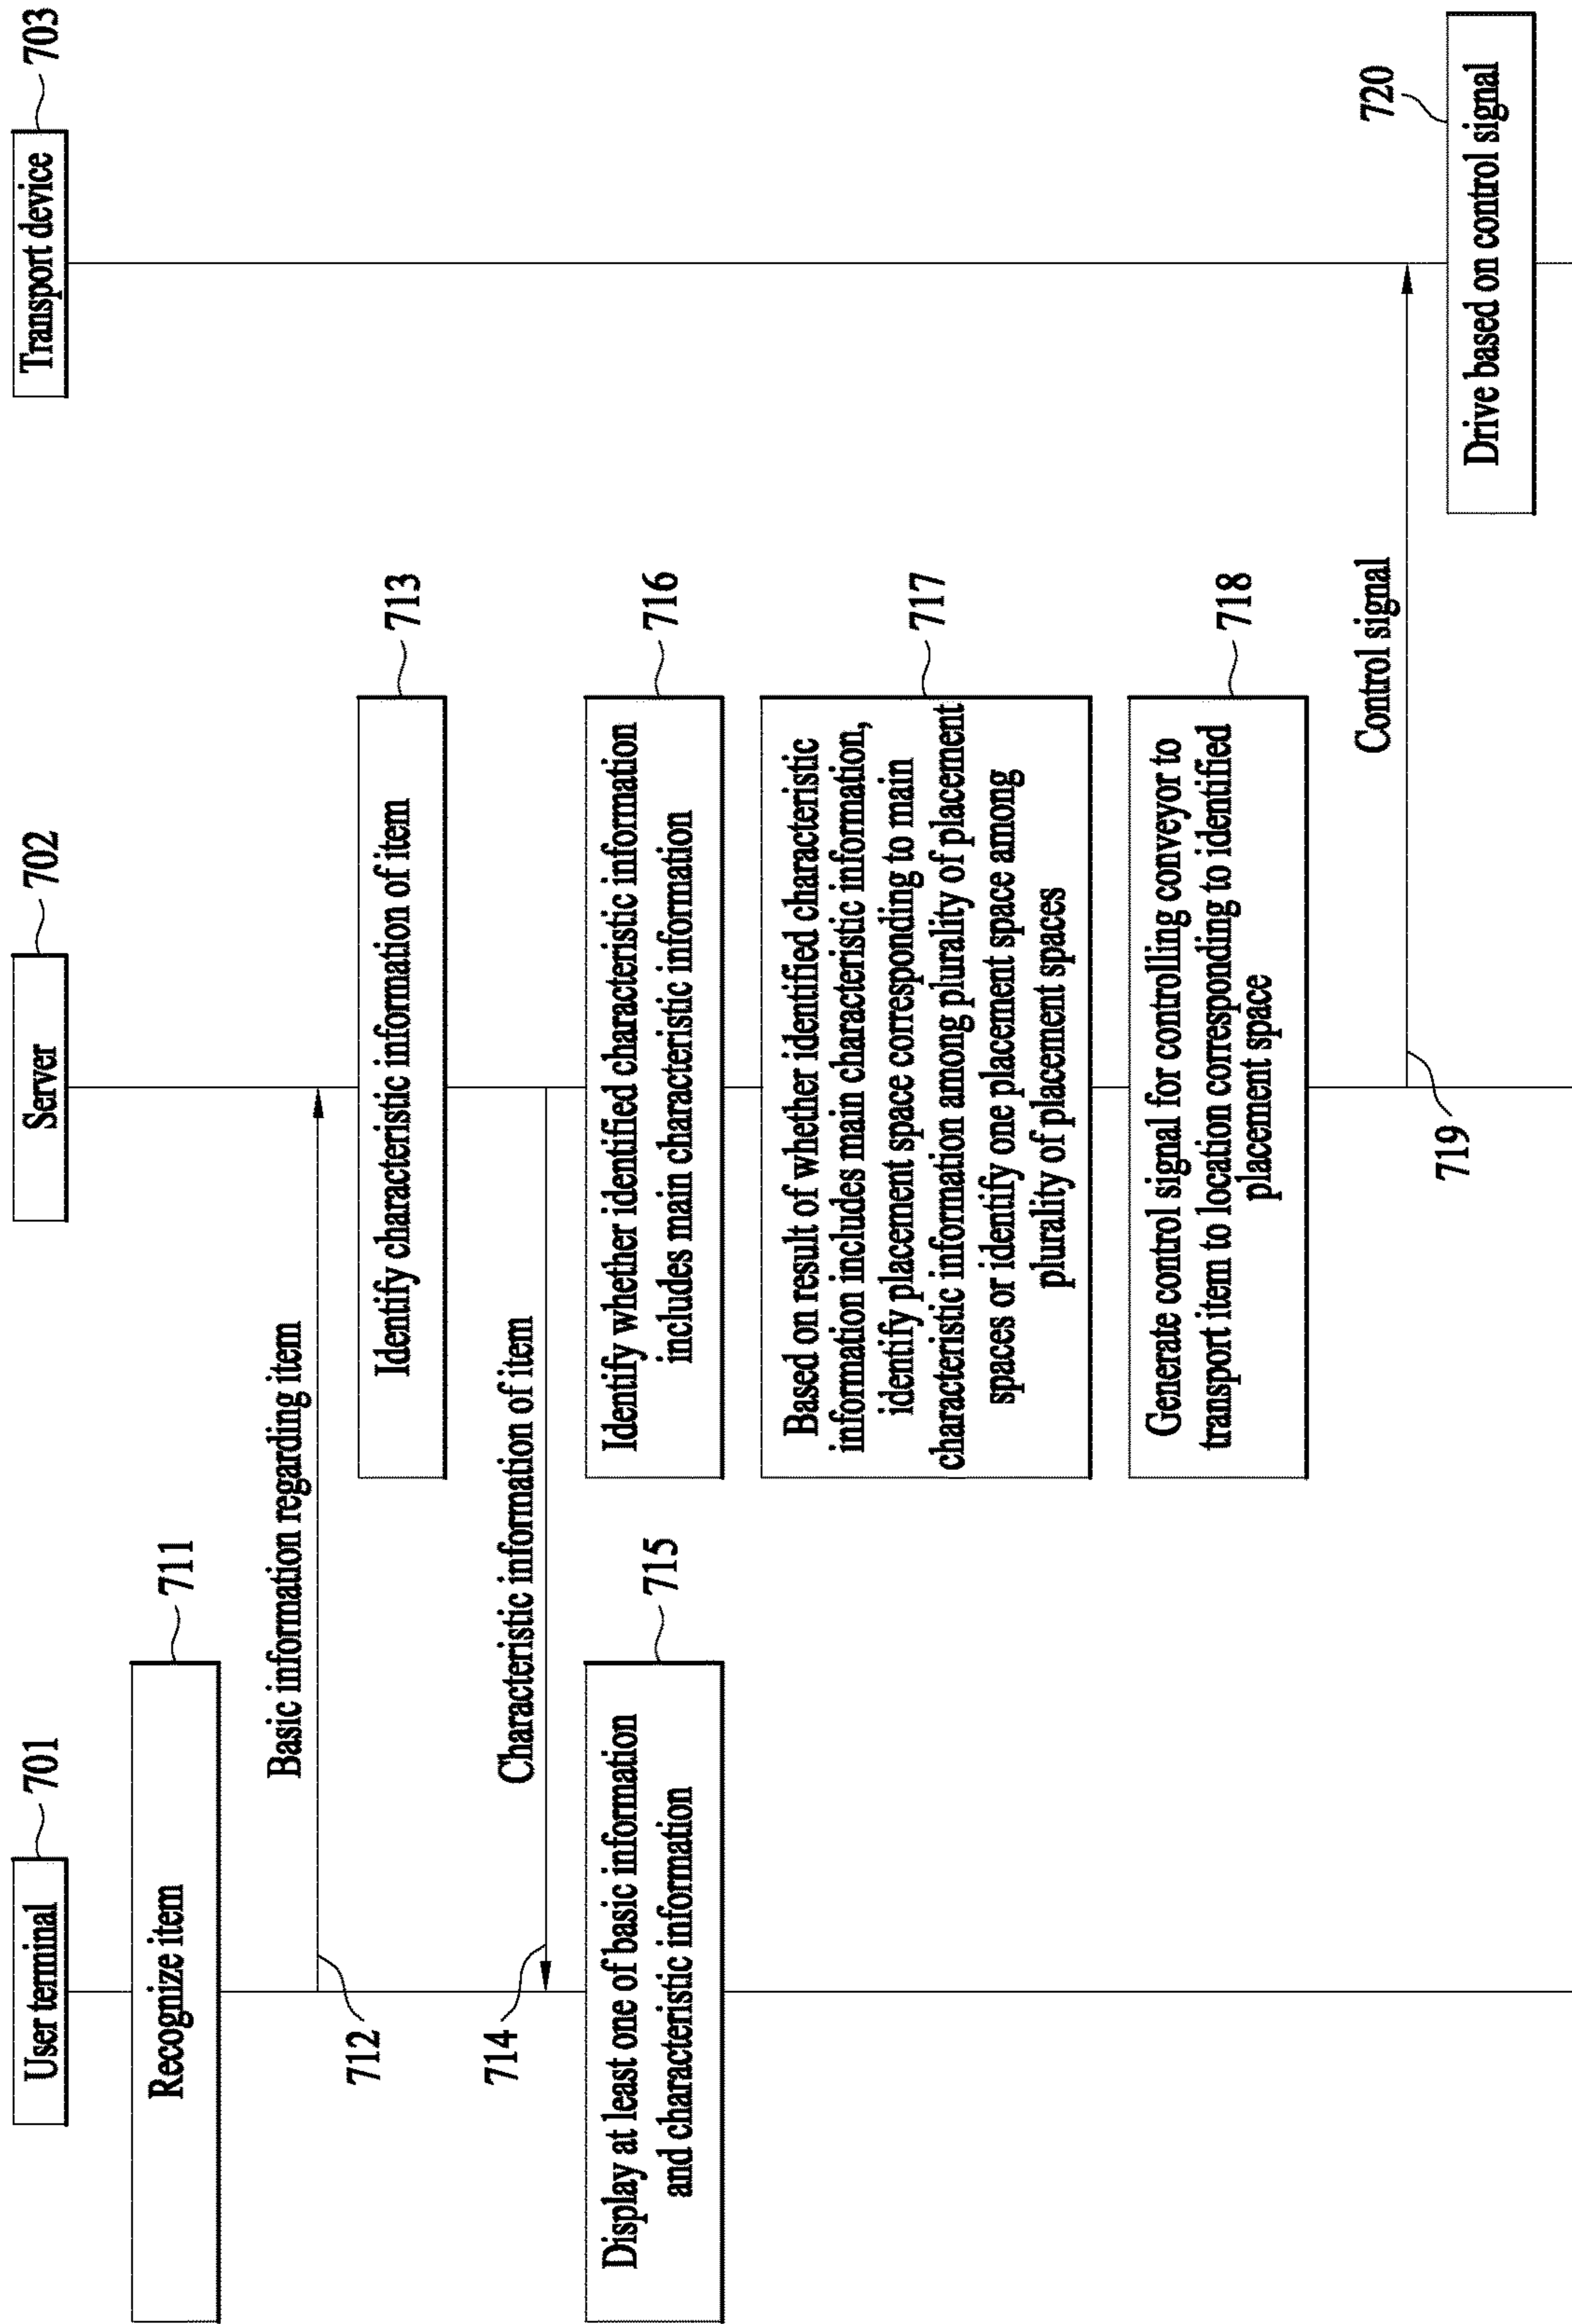 User terminal
701
Server
702
Transport device
703
Recognize item
711
Basic information regarding item
712
Identify characteristic information of item
713
Characteristic information of item
714
Display at least one of basic information
and characteristic information
715
Identify whether identified characteristic information
includes main characteristic information
716
Based on result of whether identified characteristic
information includes main characteristic information,
identify placement space corresponding to main
characteristic information among plurality of placement
spaces or identify one placement space among
plurality of placement spaces
717
Generate control signal for controlling conveyor to
transport item to location corresponding to identified
placement space
718
Control signal
719
Drive based on control signal
720